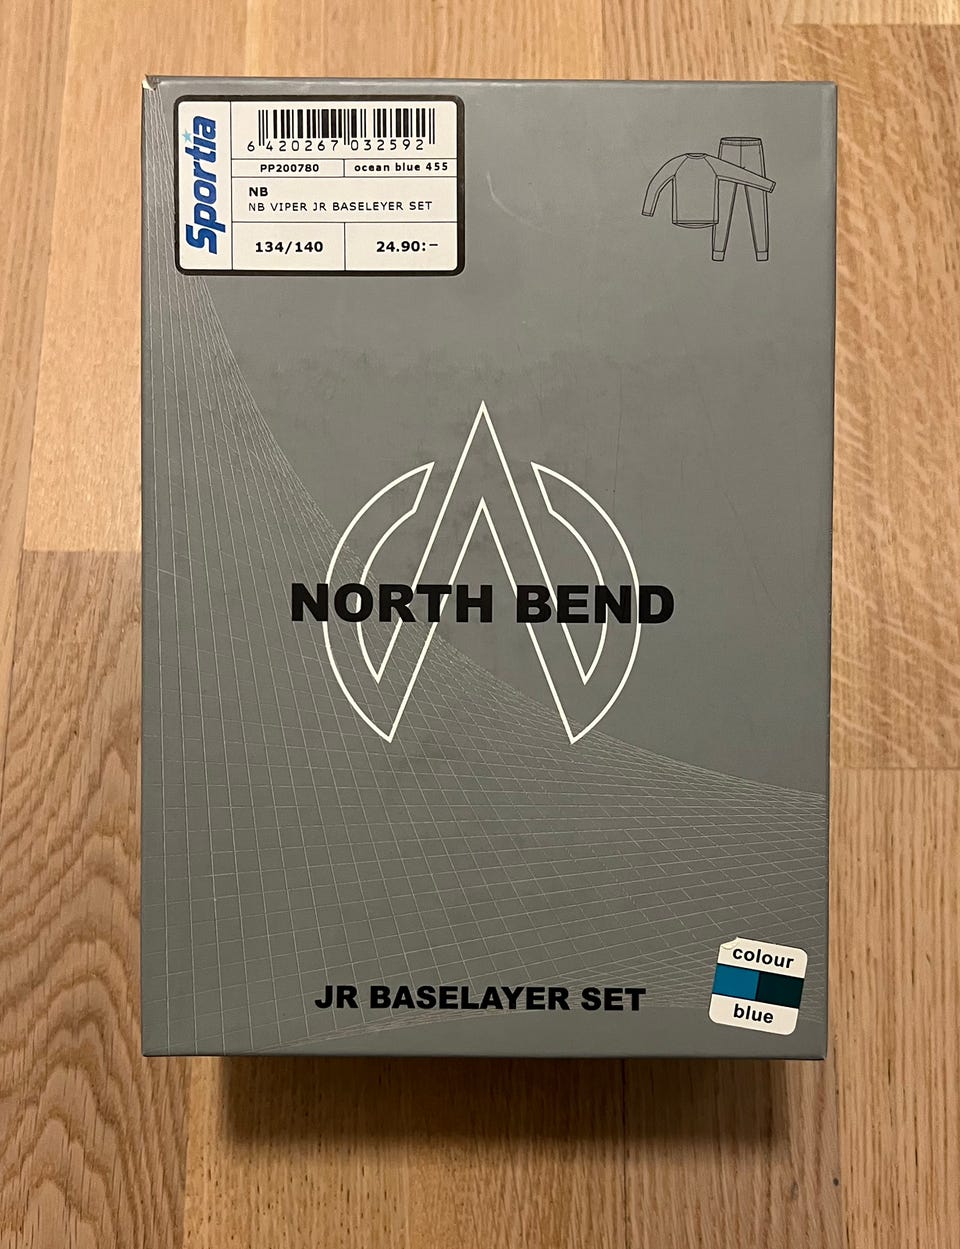 Sportia
6 420267 032592
PP200780 ocean blue 455
NB
NB VIPER JR BASELEYER SET
134/140 24.90:-
NORTH BEND
JR BASELAYER SET
colour
blue